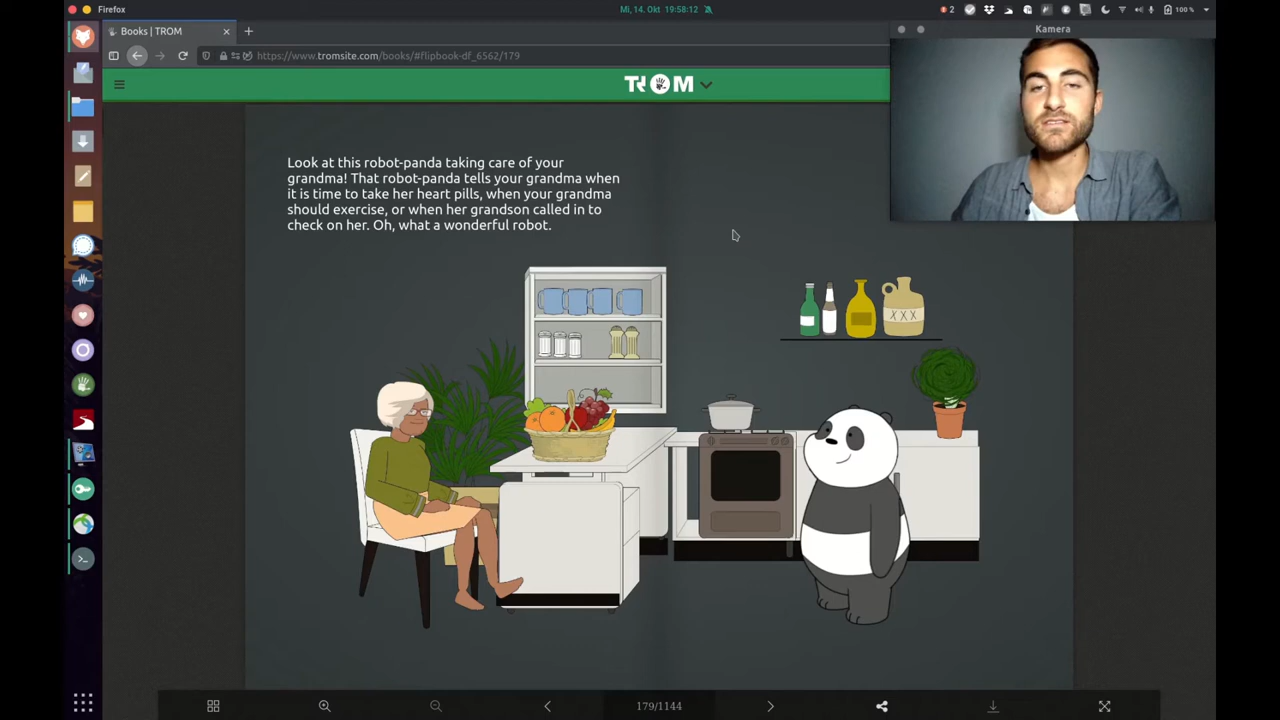 Firefox
Mi, 14. Okt 19:58:12
2
100 %
Books | TROM
Kamera
https://www.tromsite.com/books/#flipbook-df_6562/179
TROM
Look at this robot-panda taking care of your
grandma! That robot-panda tells your grandma when
it is time to take her heart pills, when your grandma
should exercise, or when her grandson called in to
check on her. Oh, what a wonderful robot.
XXX
179/1144